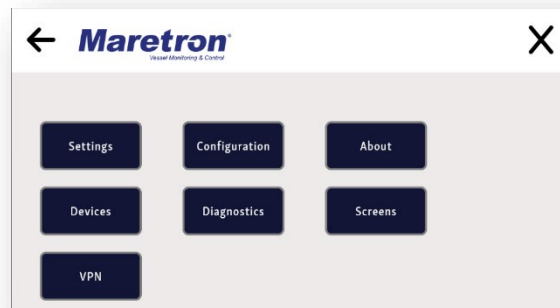 Maretron
Vessel Monitoring & Control
Settings Configuration About
Devices Diagnostics Screens
VPN